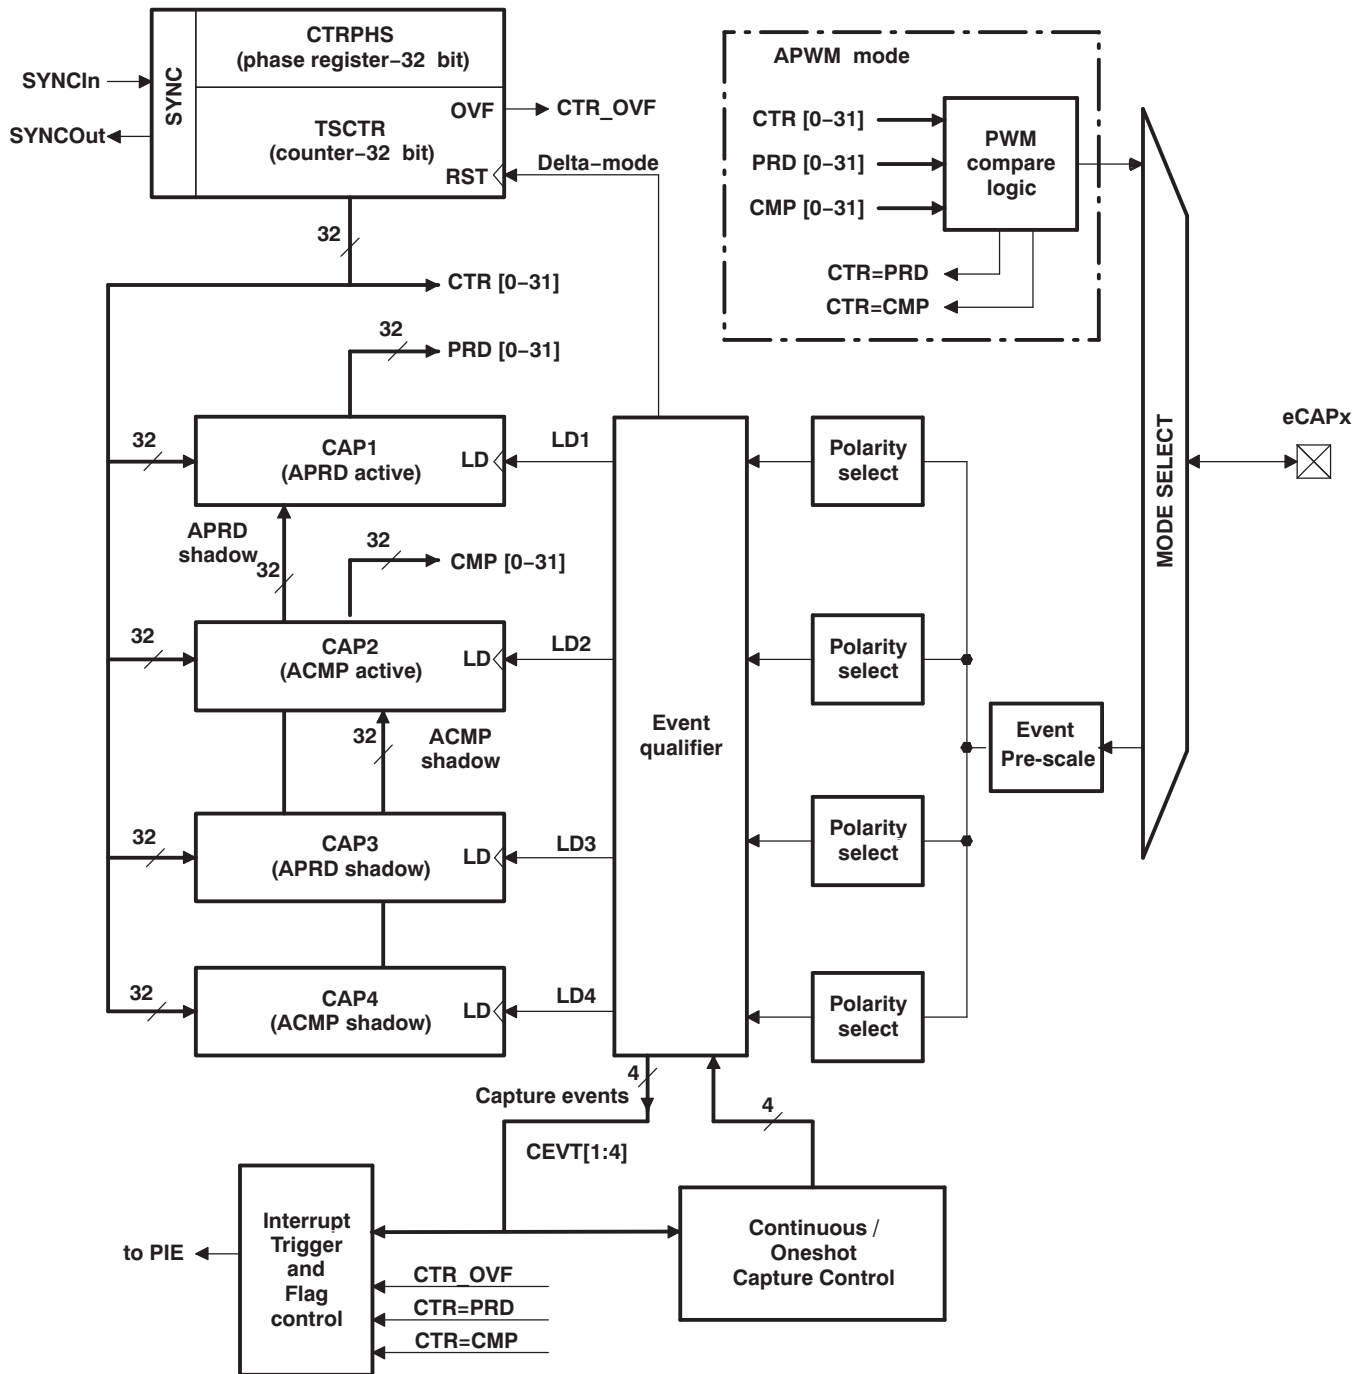 CTRPHS
(phase register−32 bit)
SYNC
SYNCIn
SYNCOut
TSCTR
(counter−32 bit)
OVF
CTR_OVF
RST
Delta−mode
32
CTR [0−31]
32
PRD [0−31]
APWM mode
CTR [0−31]
PRD [0−31]
CMP [0−31]
PWM
compare
logic
CTR=PRD
CTR=CMP
MODE SELECT
eCAPx
32
CAP1
(APRD active)
LD
LD1
Polarity
select
APRD
shadow
32
32
CMP [0−31]
32
CAP2
(ACMP active)
LD
LD2
Polarity
select
32
ACMP
shadow
Event
qualifier
Event
Pre-scale
32
CAP3
(APRD shadow)
LD
LD3
Polarity
select
32
CAP4
(ACMP shadow)
LD
LD4
Polarity
select
4
Capture events
CEVT[1:4]
4
Interrupt
Trigger
and
Flag
control
to PIE
CTR_OVF
CTR=PRD
CTR=CMP
Continuous /
Oneshot
Capture Control